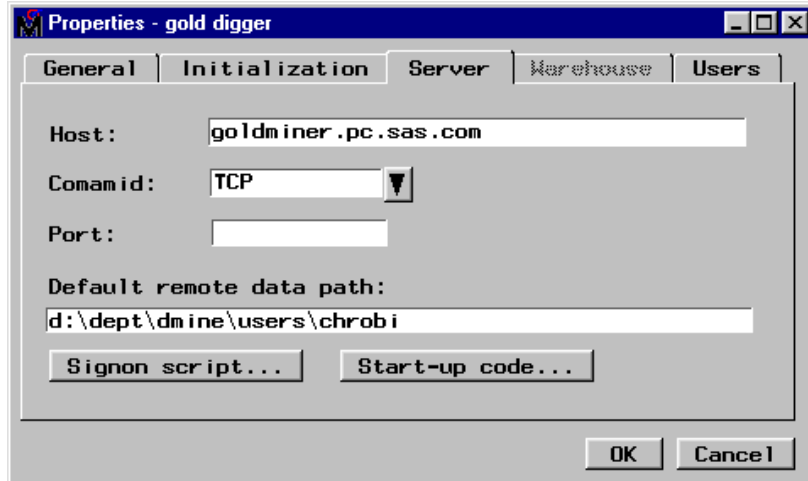 Properties - gold digger
General Initialization Server Warehouse Users
Host: goldminer.pc.sas.com
Comamid: TCP
Port:
Default remote data path:
d:\dept\dmine\users\chrobi
Signon script... Start-up code...
OK Cancel